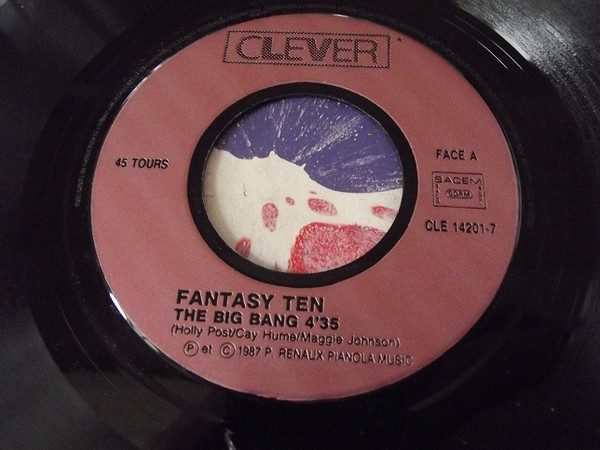 CLEVER
45 TOURS
FACE A
SACEM
SDRM
CLE 14201-7
FANTASY TEN
THE BIG BANG 4'35
(Holly Post/Cay Hume/Maggie Johnson)
Ⓟ et © 1987 P. RENAUX PIANOLA MUSIC